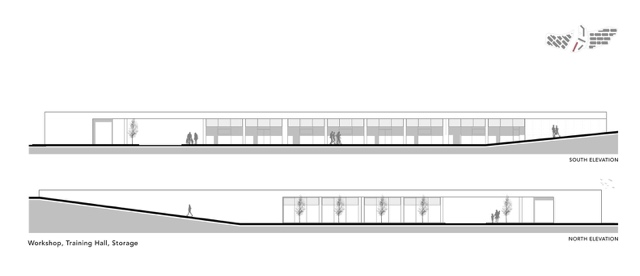 SOUTH ELEVATION
NORTH ELEVATION
Workshop, Training Hall, Storage